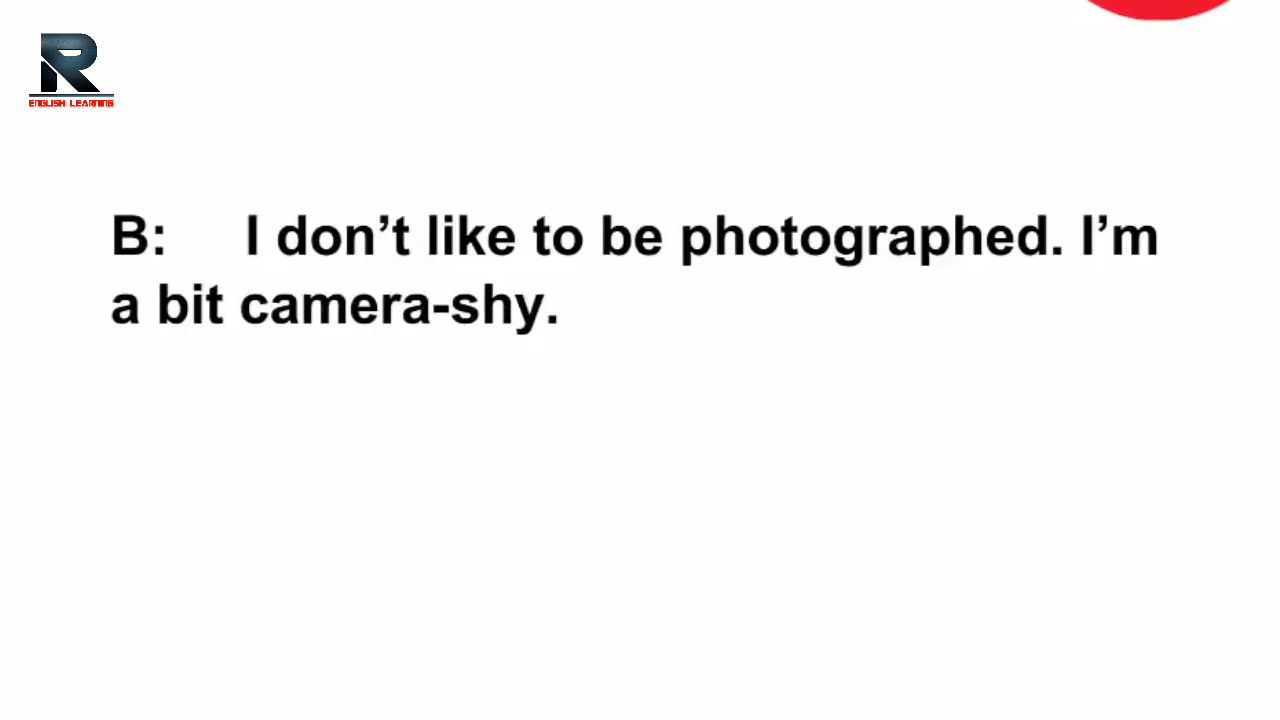 R
ENGLISH LEARNING
B: I don’t like to be photographed. I’m
a bit camera-shy.